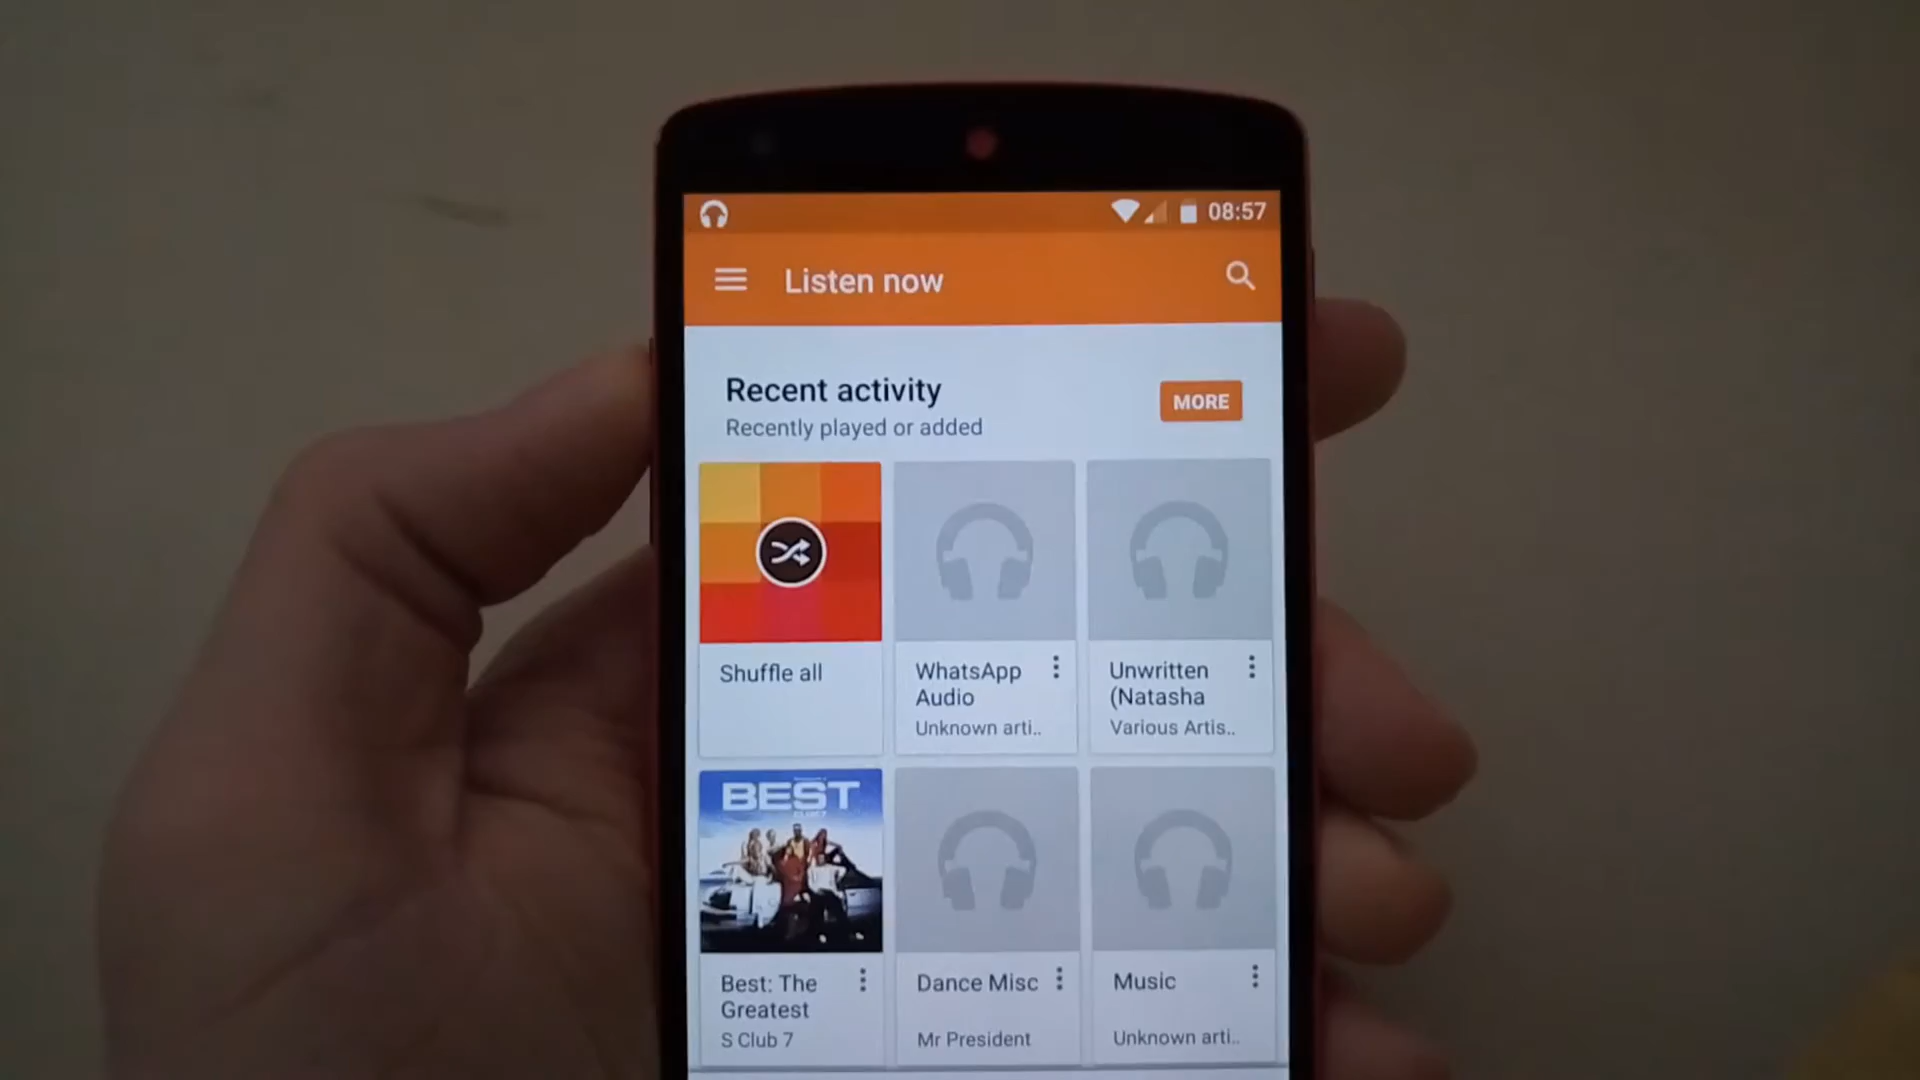 08:57
Listen now
Recent activity
MORE
Recently played or added
Shuffle all
WhatsApp
Audio
Unknown arti..
Unwritten
(Natasha
Various Artis..
BEST
Best: The
Greatest
S Club 7
Dance Misc
Mr President
Music
Unknown arti..